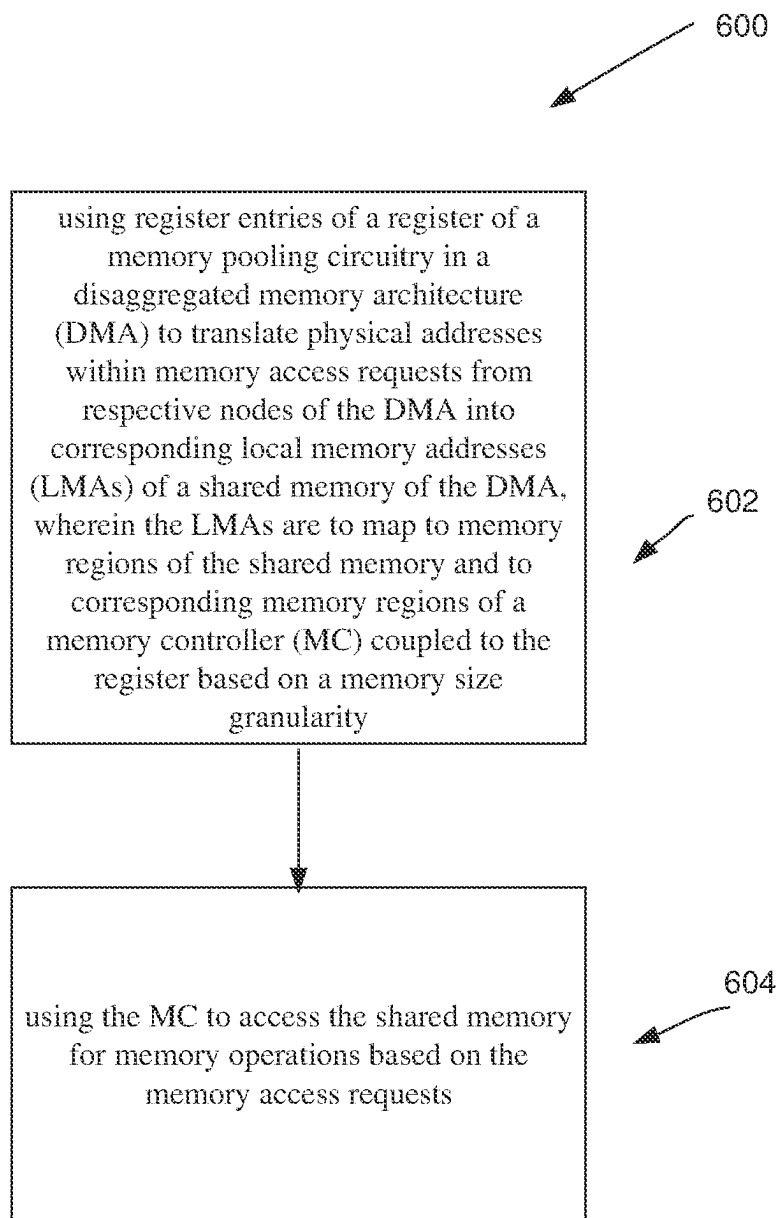 600
using register entries of a register of a
memory pooling circuitry in a
disaggregated memory architecture
(DMA) to translate physical addresses
within memory access requests from
respective nodes of the DMA into
corresponding local memory addresses
(LMAs) of a shared memory of the DMA,
wherein the LMAs are to map to memory
regions of the shared memory and to
corresponding memory regions of a
memory controller (MC) coupled to the
register based on a memory size
granularity
602
using the MC to access the shared memory
for memory operations based on the
memory access requests
604